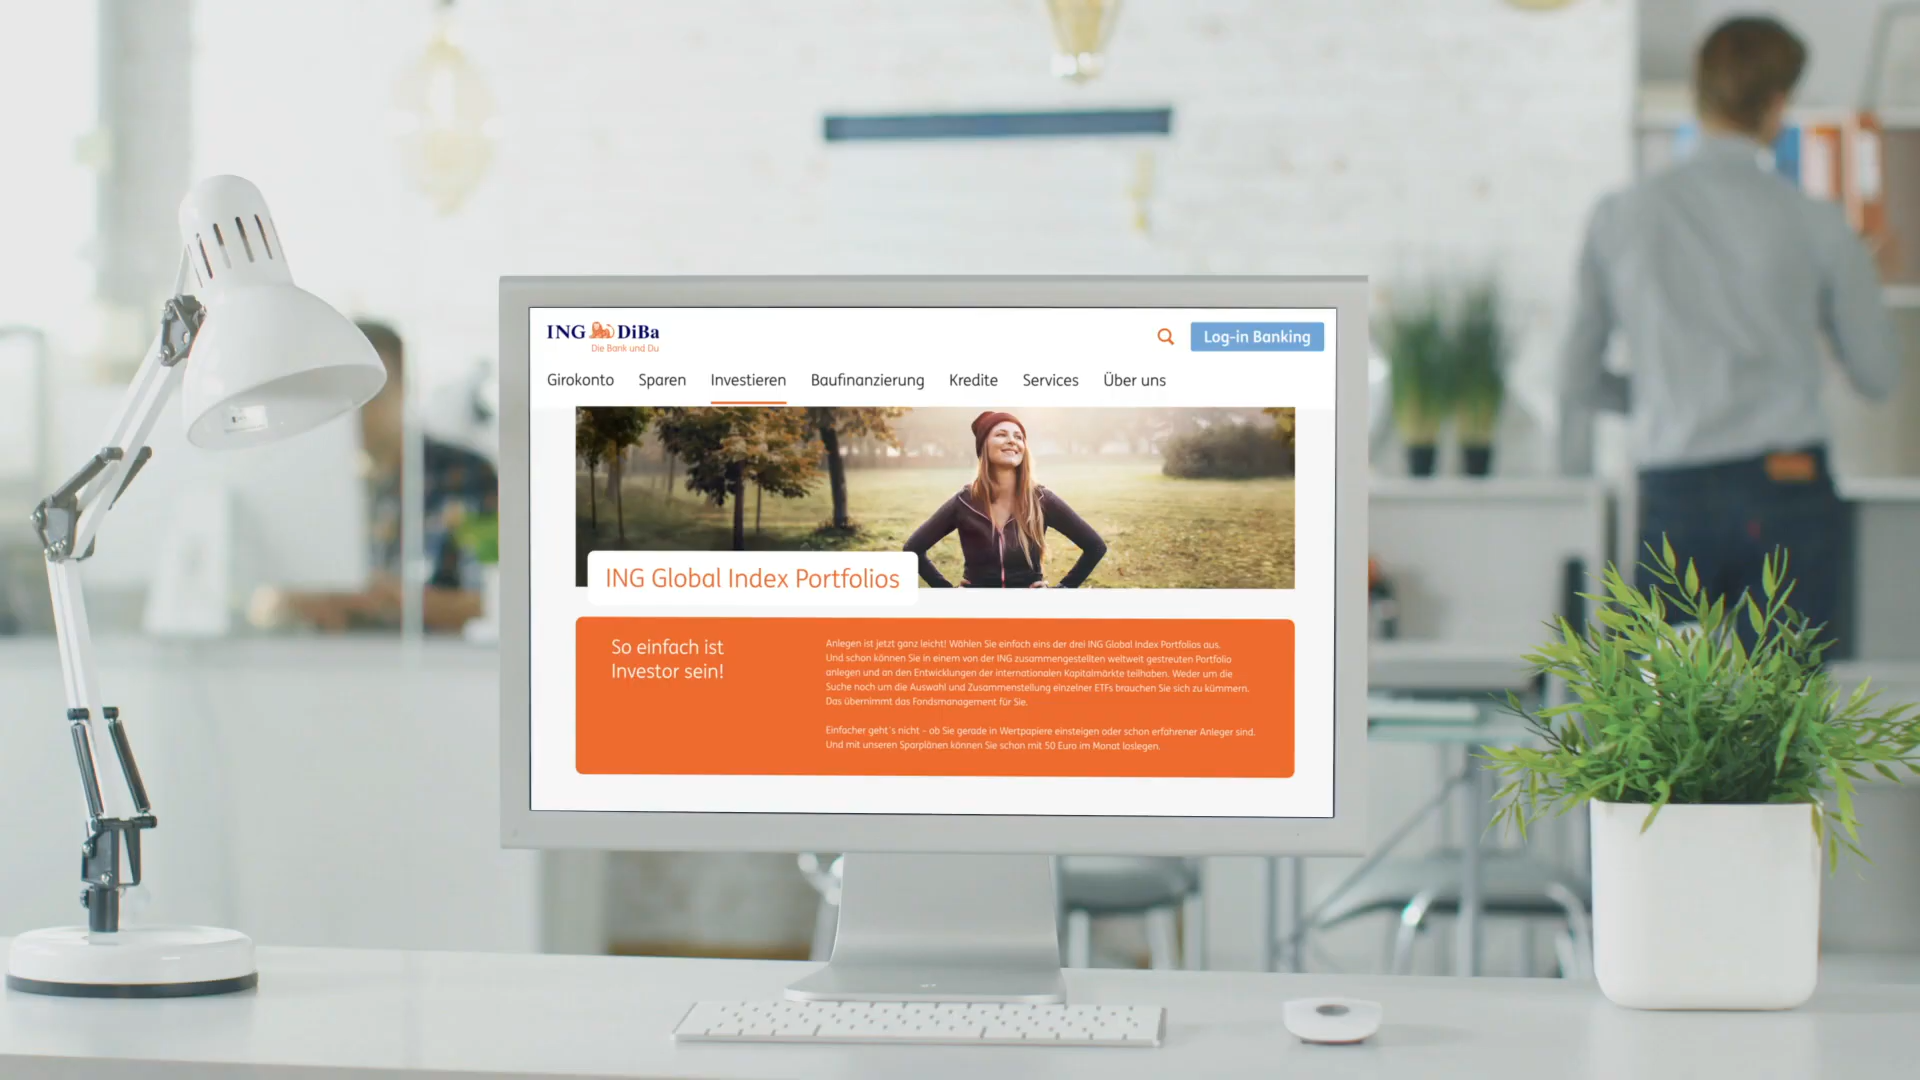 ING DiBa
Die Bank und Du
Log-in Banking
Girokonto Sparen Investieren Baufinanzierung Kredite Services Über uns
ING Global Index Portfolios
So einfach ist
Investor sein!
Anlegen ist jetzt ganz leicht! Wählen Sie einfach eins der drei ING Global Index Portfolios aus.
Und schon können Sie in einem von der ING zusammengestellten weltweit gestreuten Portfolio
anlegen und an den Entwicklungen der internationalen Kapitalmärkte teilhaben. Weder um die
Suche noch um die Auswahl und Zusammenstellung einzelner ETFs brauchen Sie sich zu kümmern.
Das übernimmt das Fondsmanagement für Sie.
Einfacher geht´s nicht – ob Sie gerade in Wertpapiere einsteigen oder schon erfahrener Anleger sind.
Und mit unseren Sparplänen können Sie schon mit 50 Euro im Monat loslegen.